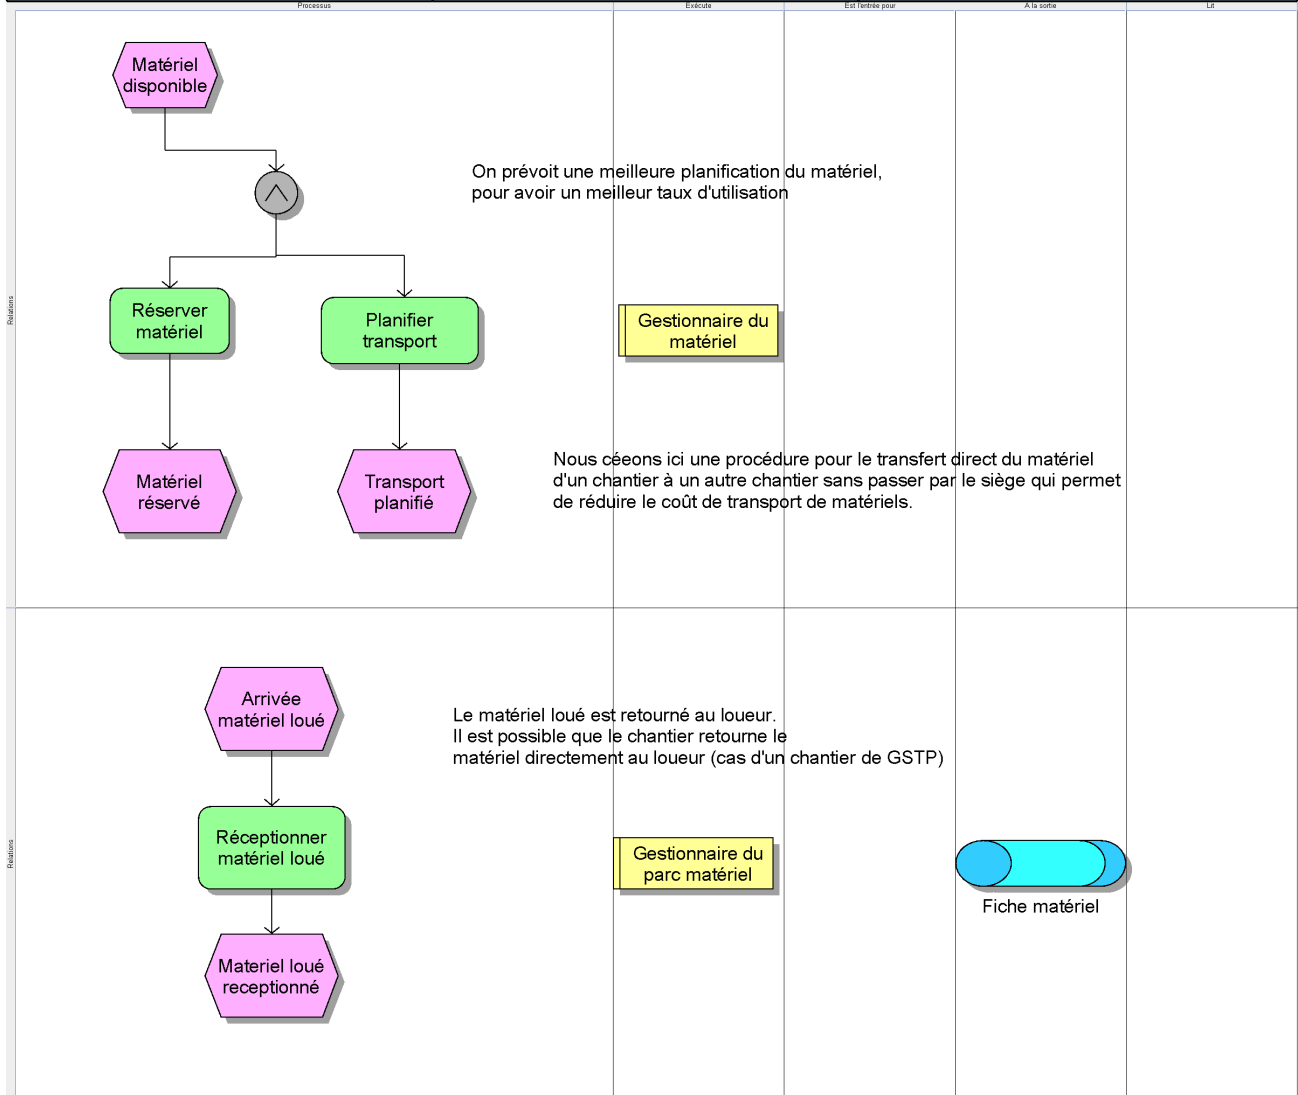 Processus
Exécute
Est l'entrée pour
A la sortie
Lit
Relations
Matériel
disponible
On prévoit une meilleure planification du matériel,
pour avoir un meilleur taux d'utilisation
Réserver
matériel
Planifier
transport
Gestionnaire du
matériel
Matériel
réservé
Transport
planifié
Nous céeons ici une procédure pour le transfert direct du matériel
d'un chantier à un autre chantier sans passer par le siège qui permet
de réduire le coût de transport de matériels.
Relations
Arrivée
matériel loué
Le matériel loué est retourné au loueur.
Il est possible que le chantier retourne le
matériel directement au loueur (cas d'un chantier de GSTP)
Réceptionner
matériel loué
Gestionnaire du
parc matériel
Fiche matériel
Materiel loué
receptionné